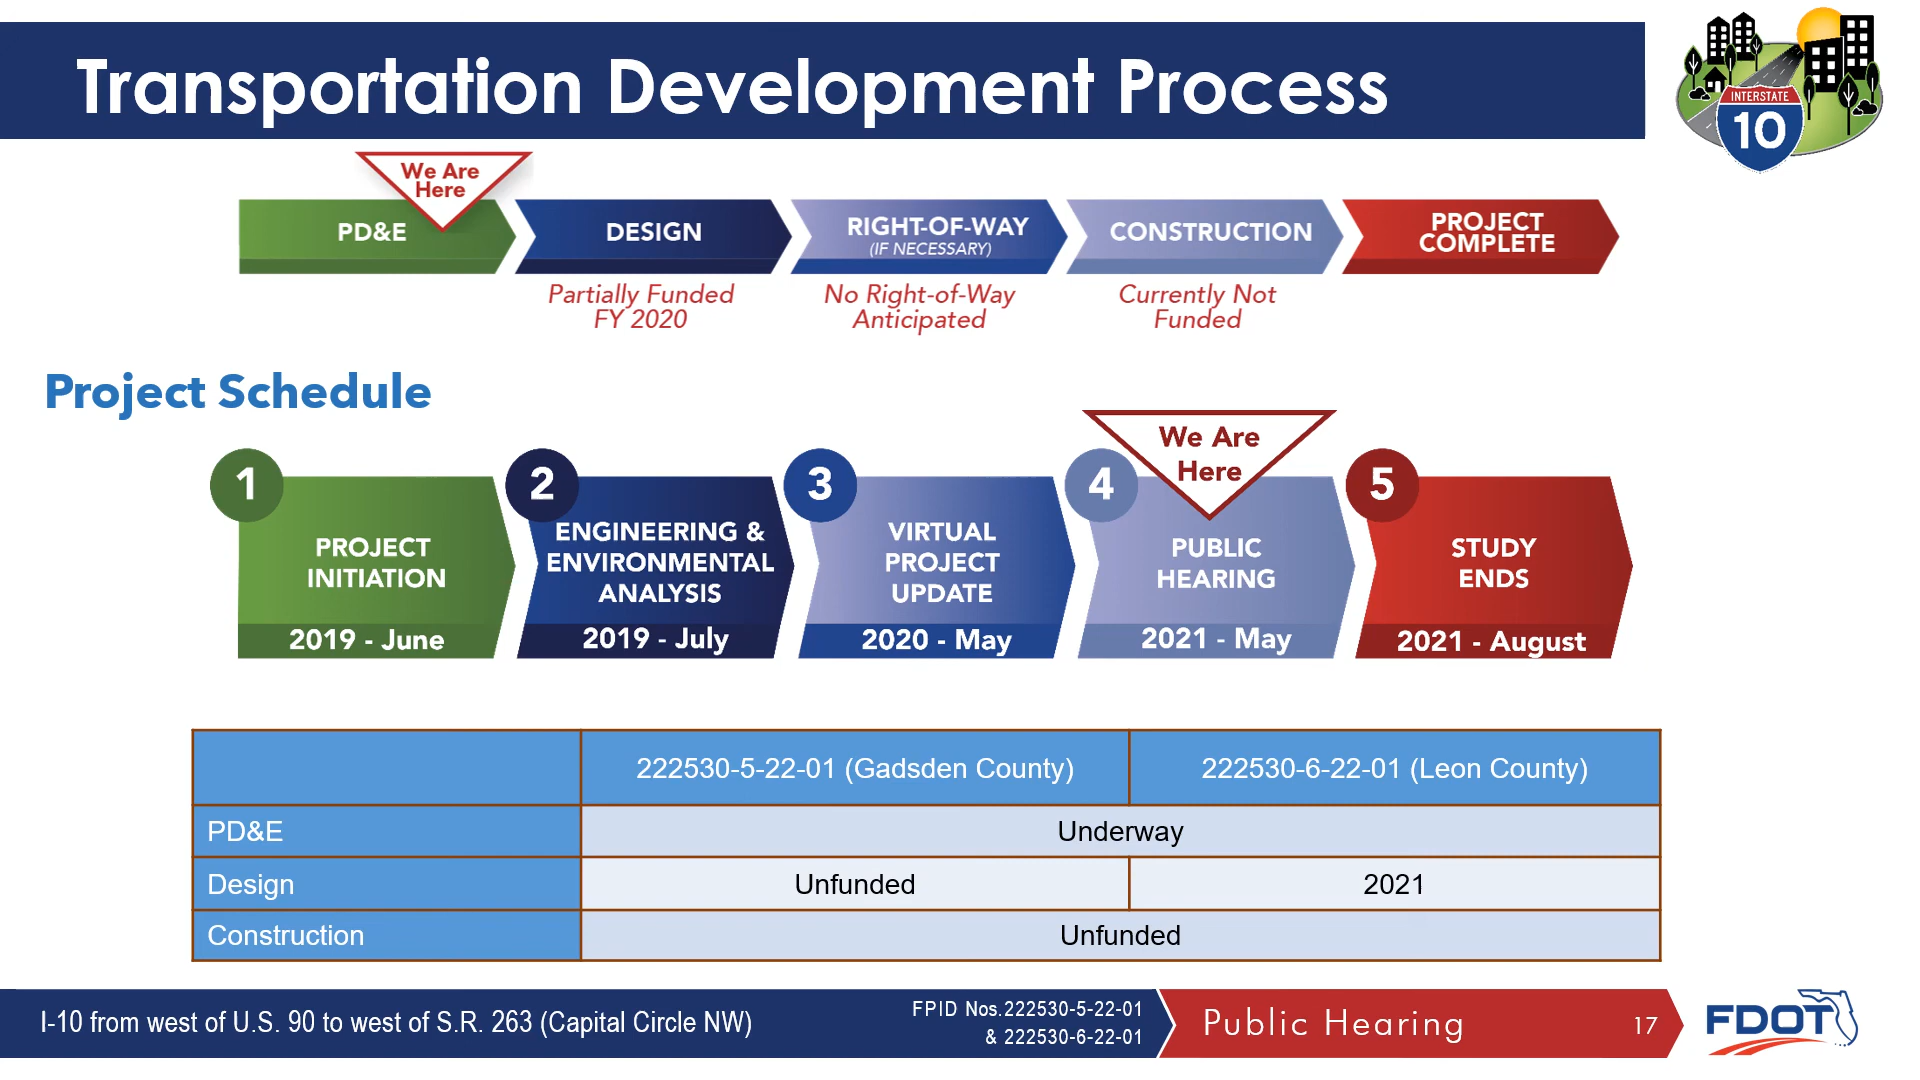 Transportation Development Process
INTERSTATE
10
We Are
Here
PD&E
DESIGN
RIGHT-OF-WAY
(IF NECESSARY)
CONSTRUCTION
PROJECT
COMPLETE
Partially Funded
FY 2020
No Right-of-Way
Anticipated
Currently Not
Funded
Project Schedule
We Are
Here
1
PROJECT
INITIATION
2019 - June
2
ENGINEERING &
ENVIRONMENTAL
ANALYSIS
2019 - July
3
VIRTUAL
PROJECT
UPDATE
2020 - May
4
PUBLIC
HEARING
2021 - May
5
STUDY
ENDS
2021 - August
222530-5-22-01 (Gadsden County)
222530-6-22-01 (Leon County)
PD&E
Underway
Design
Unfunded
2021
Construction
Unfunded
I-10 from west of U.S. 90 to west of S.R. 263 (Capital Circle NW)
FPID Nos.222530-5-22-01
& 222530-6-22-01
Public Hearing
17
FDOT